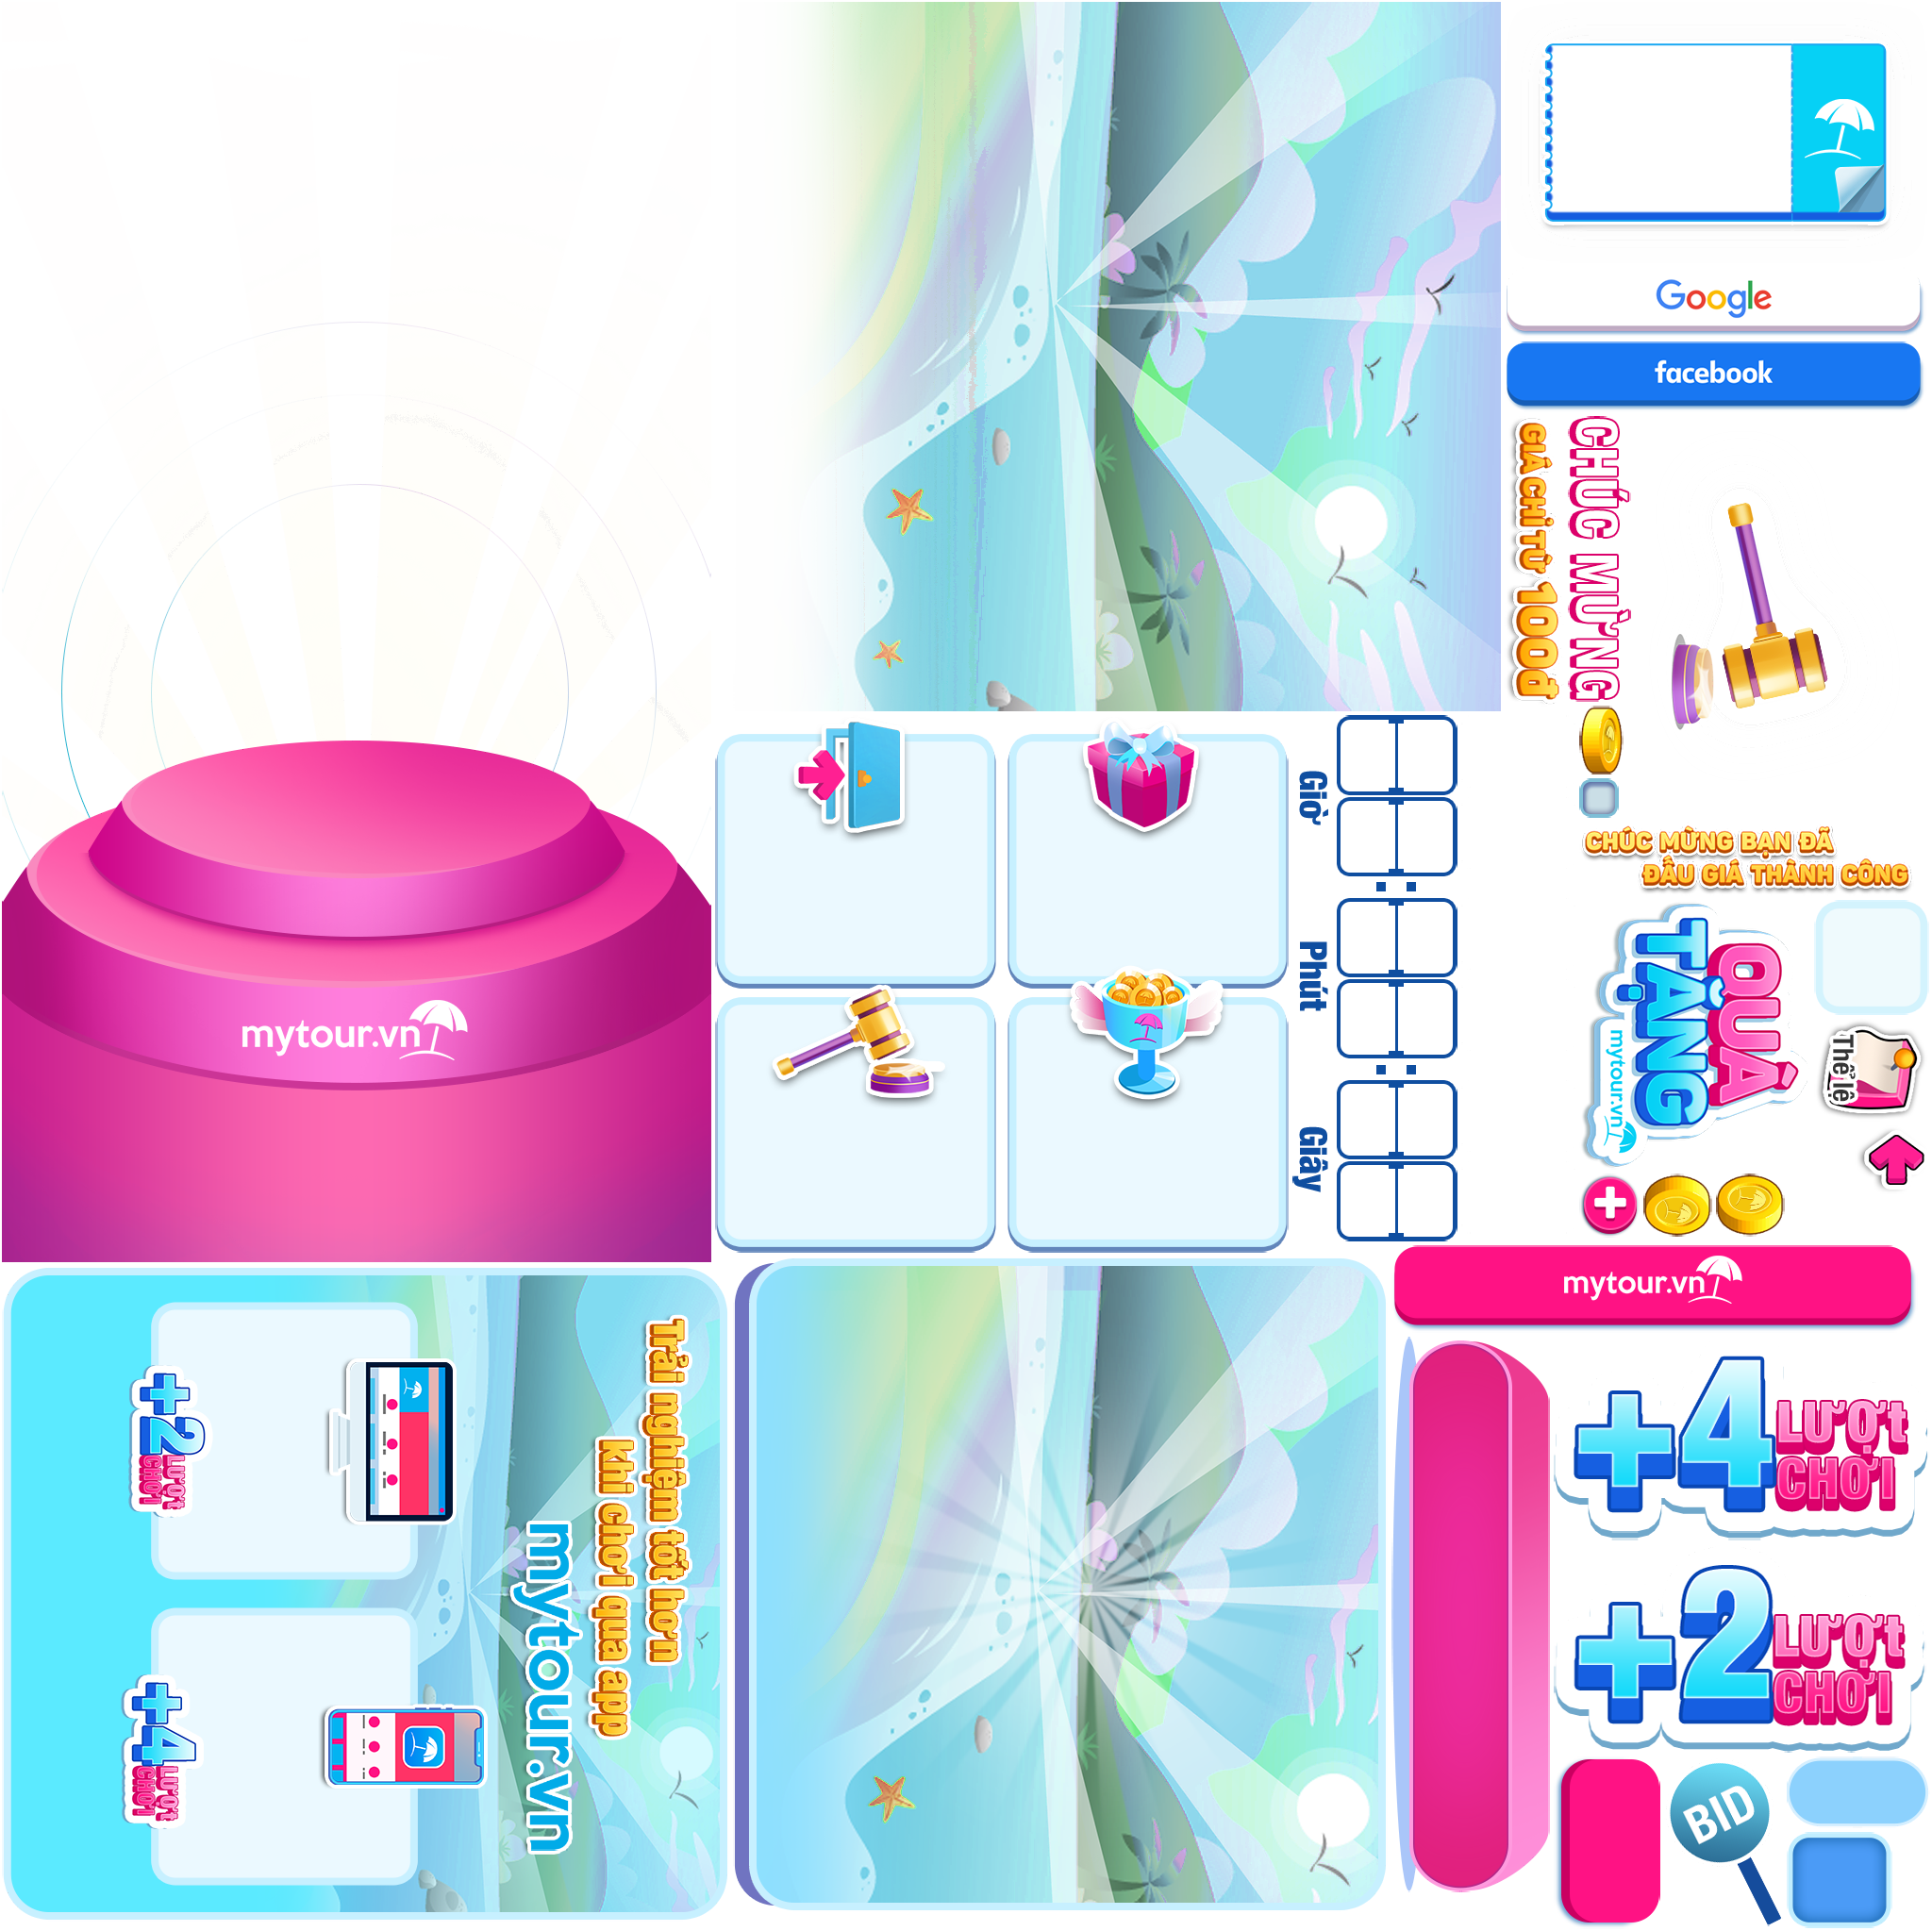 Google
facebook
CHÚC MỪNG
GIÁ CHỈ TỪ 100đ
CHÚC MỪNG BẠN ĐÃ
ĐẤU GIÁ THÀNH CÔNG
QUÀ
TẶNG
mytour.vn
Thể lệ
Giờ
Phút
Giây
mytour.vn
mytour.vn
Trải nghiệm tốt hơn
khi chơi qua app
mytour.vn
+2 LƯỢT
CHƠI
+4 LƯỢT
CHƠI
+4 LƯỢT
CHƠI
+2 LƯỢT
CHƠI
BID